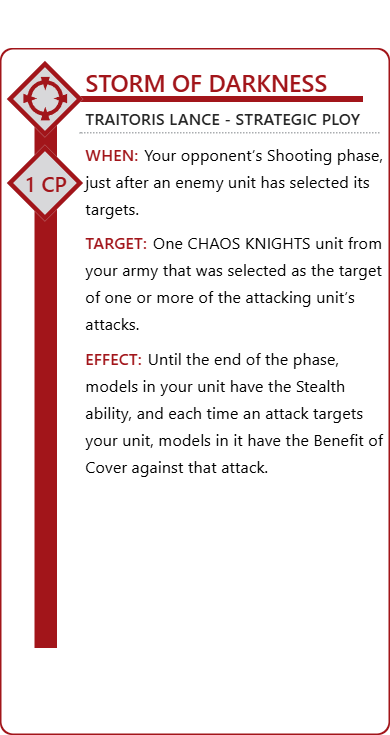 STORM OF DARKNESS
TRAITORIS LANCE - STRATEGIC PLOY
1 CP
WHEN: Your opponent’s Shooting phase,
just after an enemy unit has selected its
targets.
TARGET: One CHAOS KNIGHTS unit from
your army that was selected as the target
of one or more of the attacking unit’s
attacks.
EFFECT: Until the end of the phase,
models in your unit have the Stealth
ability, and each time an attack targets
your unit, models in it have the Benefit of
Cover against that attack.